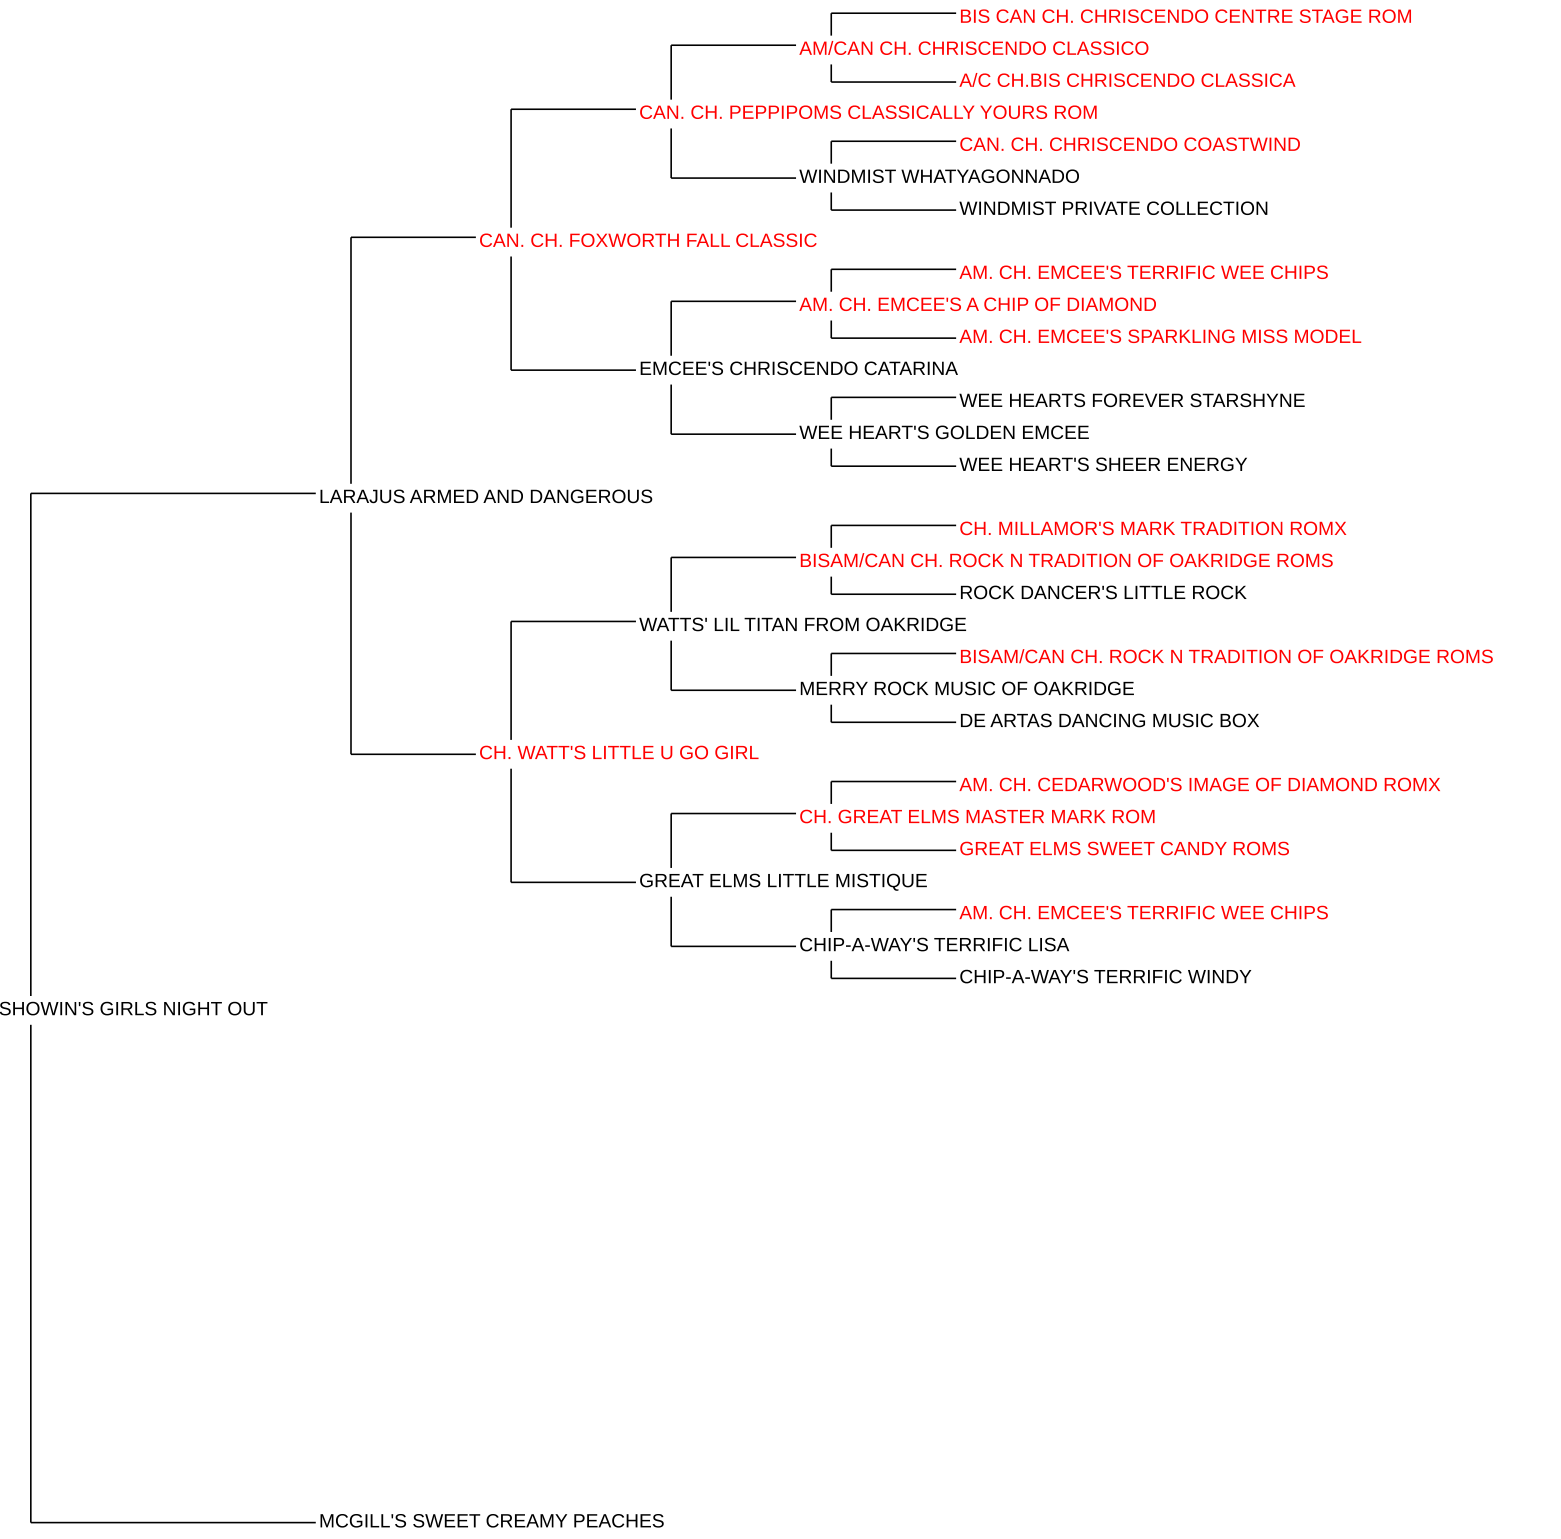 BIS CAN CH. CHRISCENDO CENTRE STAGE ROM
AM/CAN CH. CHRISCENDO CLASSICO
A/C CH.BIS CHRISCENDO CLASSICA
CAN. CH. PEPPIPOMS CLASSICALLY YOURS ROM
CAN. CH. CHRISCENDO COASTWIND
WINDMIST WHATYAGONNADO
WINDMIST PRIVATE COLLECTION
CAN. CH. FOXWORTH FALL CLASSIC
AM. CH. EMCEE'S TERRIFIC WEE CHIPS
AM. CH. EMCEE'S A CHIP OF DIAMOND
AM. CH. EMCEE'S SPARKLING MISS MODEL
EMCEE'S CHRISCENDO CATARINA
WEE HEARTS FOREVER STARSHYNE
WEE HEART'S GOLDEN EMCEE
WEE HEART'S SHEER ENERGY
LARAJUS ARMED AND DANGEROUS
CH. MILLAMOR'S MARK TRADITION ROMX
BISAM/CAN CH. ROCK N TRADITION OF OAKRIDGE ROMS
ROCK DANCER'S LITTLE ROCK
WATTS' LIL TITAN FROM OAKRIDGE
BISAM/CAN CH. ROCK N TRADITION OF OAKRIDGE ROMS
MERRY ROCK MUSIC OF OAKRIDGE
DE ARTAS DANCING MUSIC BOX
CH. WATT'S LITTLE U GO GIRL
AM. CH. CEDARWOOD'S IMAGE OF DIAMOND ROMX
CH. GREAT ELMS MASTER MARK ROM
GREAT ELMS SWEET CANDY ROMS
GREAT ELMS LITTLE MISTIQUE
AM. CH. EMCEE'S TERRIFIC WEE CHIPS
CHIP-A-WAY'S TERRIFIC LISA
CHIP-A-WAY'S TERRIFIC WINDY
SHOWIN'S GIRLS NIGHT OUT
MCGILL'S SWEET CREAMY PEACHES